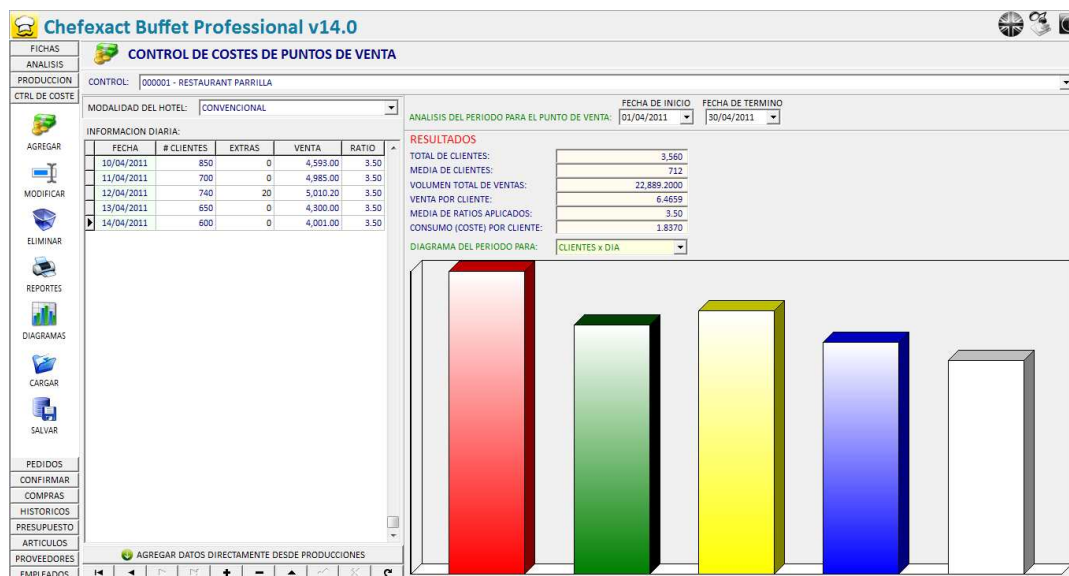 Chefexact Buffet Professional v14.0
FICHAS
ANALISIS
PRODUCCION
CTRL DE COSTE
AGREGAR
MODIFICAR
ELIMINAR
REPORTES
DIAGRAMAS
CARGAR
SALVAR
PEDIDOS
CONFIRMAR
COMPRAS
HISTORICOS
PRESUPUESTO
ARTICULOS
PROVEEDORES
EMPLEADOS
CONTROL DE COSTES DE PUNTOS DE VENTA
CONTROL: 000001 - RESTAURANT PARRILLA
MODALIDAD DEL HOTEL: CONVENCIONAL
INFORMACION DIARIA:
FECHA # CLIENTES EXTRAS VENTA RATIO
10/04/2011 850 0 4,593.00 3.50
11/04/2011 700 0 4,985.00 3.50
12/04/2011 740 20 5,010.20 3.50
13/04/2011 650 0 4,300.00 3.50
14/04/2011 600 0 4,001.00 3.50
AGREGAR DATOS DIRECTAMENTE DESDE PRODUCCIONES
FECHA DE INICIO FECHA DE TERMINO
ANALISIS DEL PERIODO PARA EL PUNTO DE VENTA: 01/04/2011 30/04/2011
RESULTADOS
TOTAL DE CLIENTES: 3,560
MEDIA DE CLIENTES: 712
VOLUMEN TOTAL DE VENTAS: 22,889.2000
VENTA POR CLIENTE: 6.4659
MEDIA DE RATIOS APLICADOS: 3.50
CONSUMO (COSTE) POR CLIENTE: 1.8370
DIAGRAMA DEL PERIODO PARA: CLIENTES x DIA